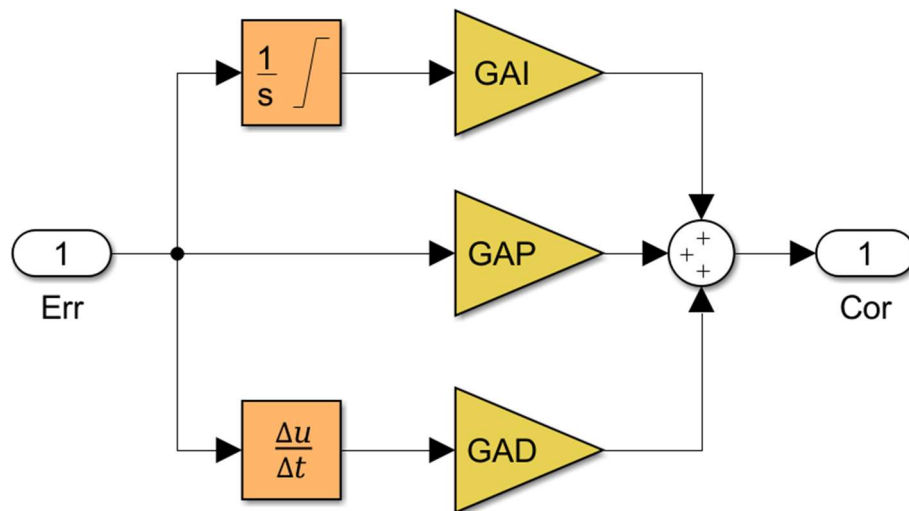 1
s
GAI
1
Err
GAP
+
+
+
1
Cor
Δu
Δt
GAD